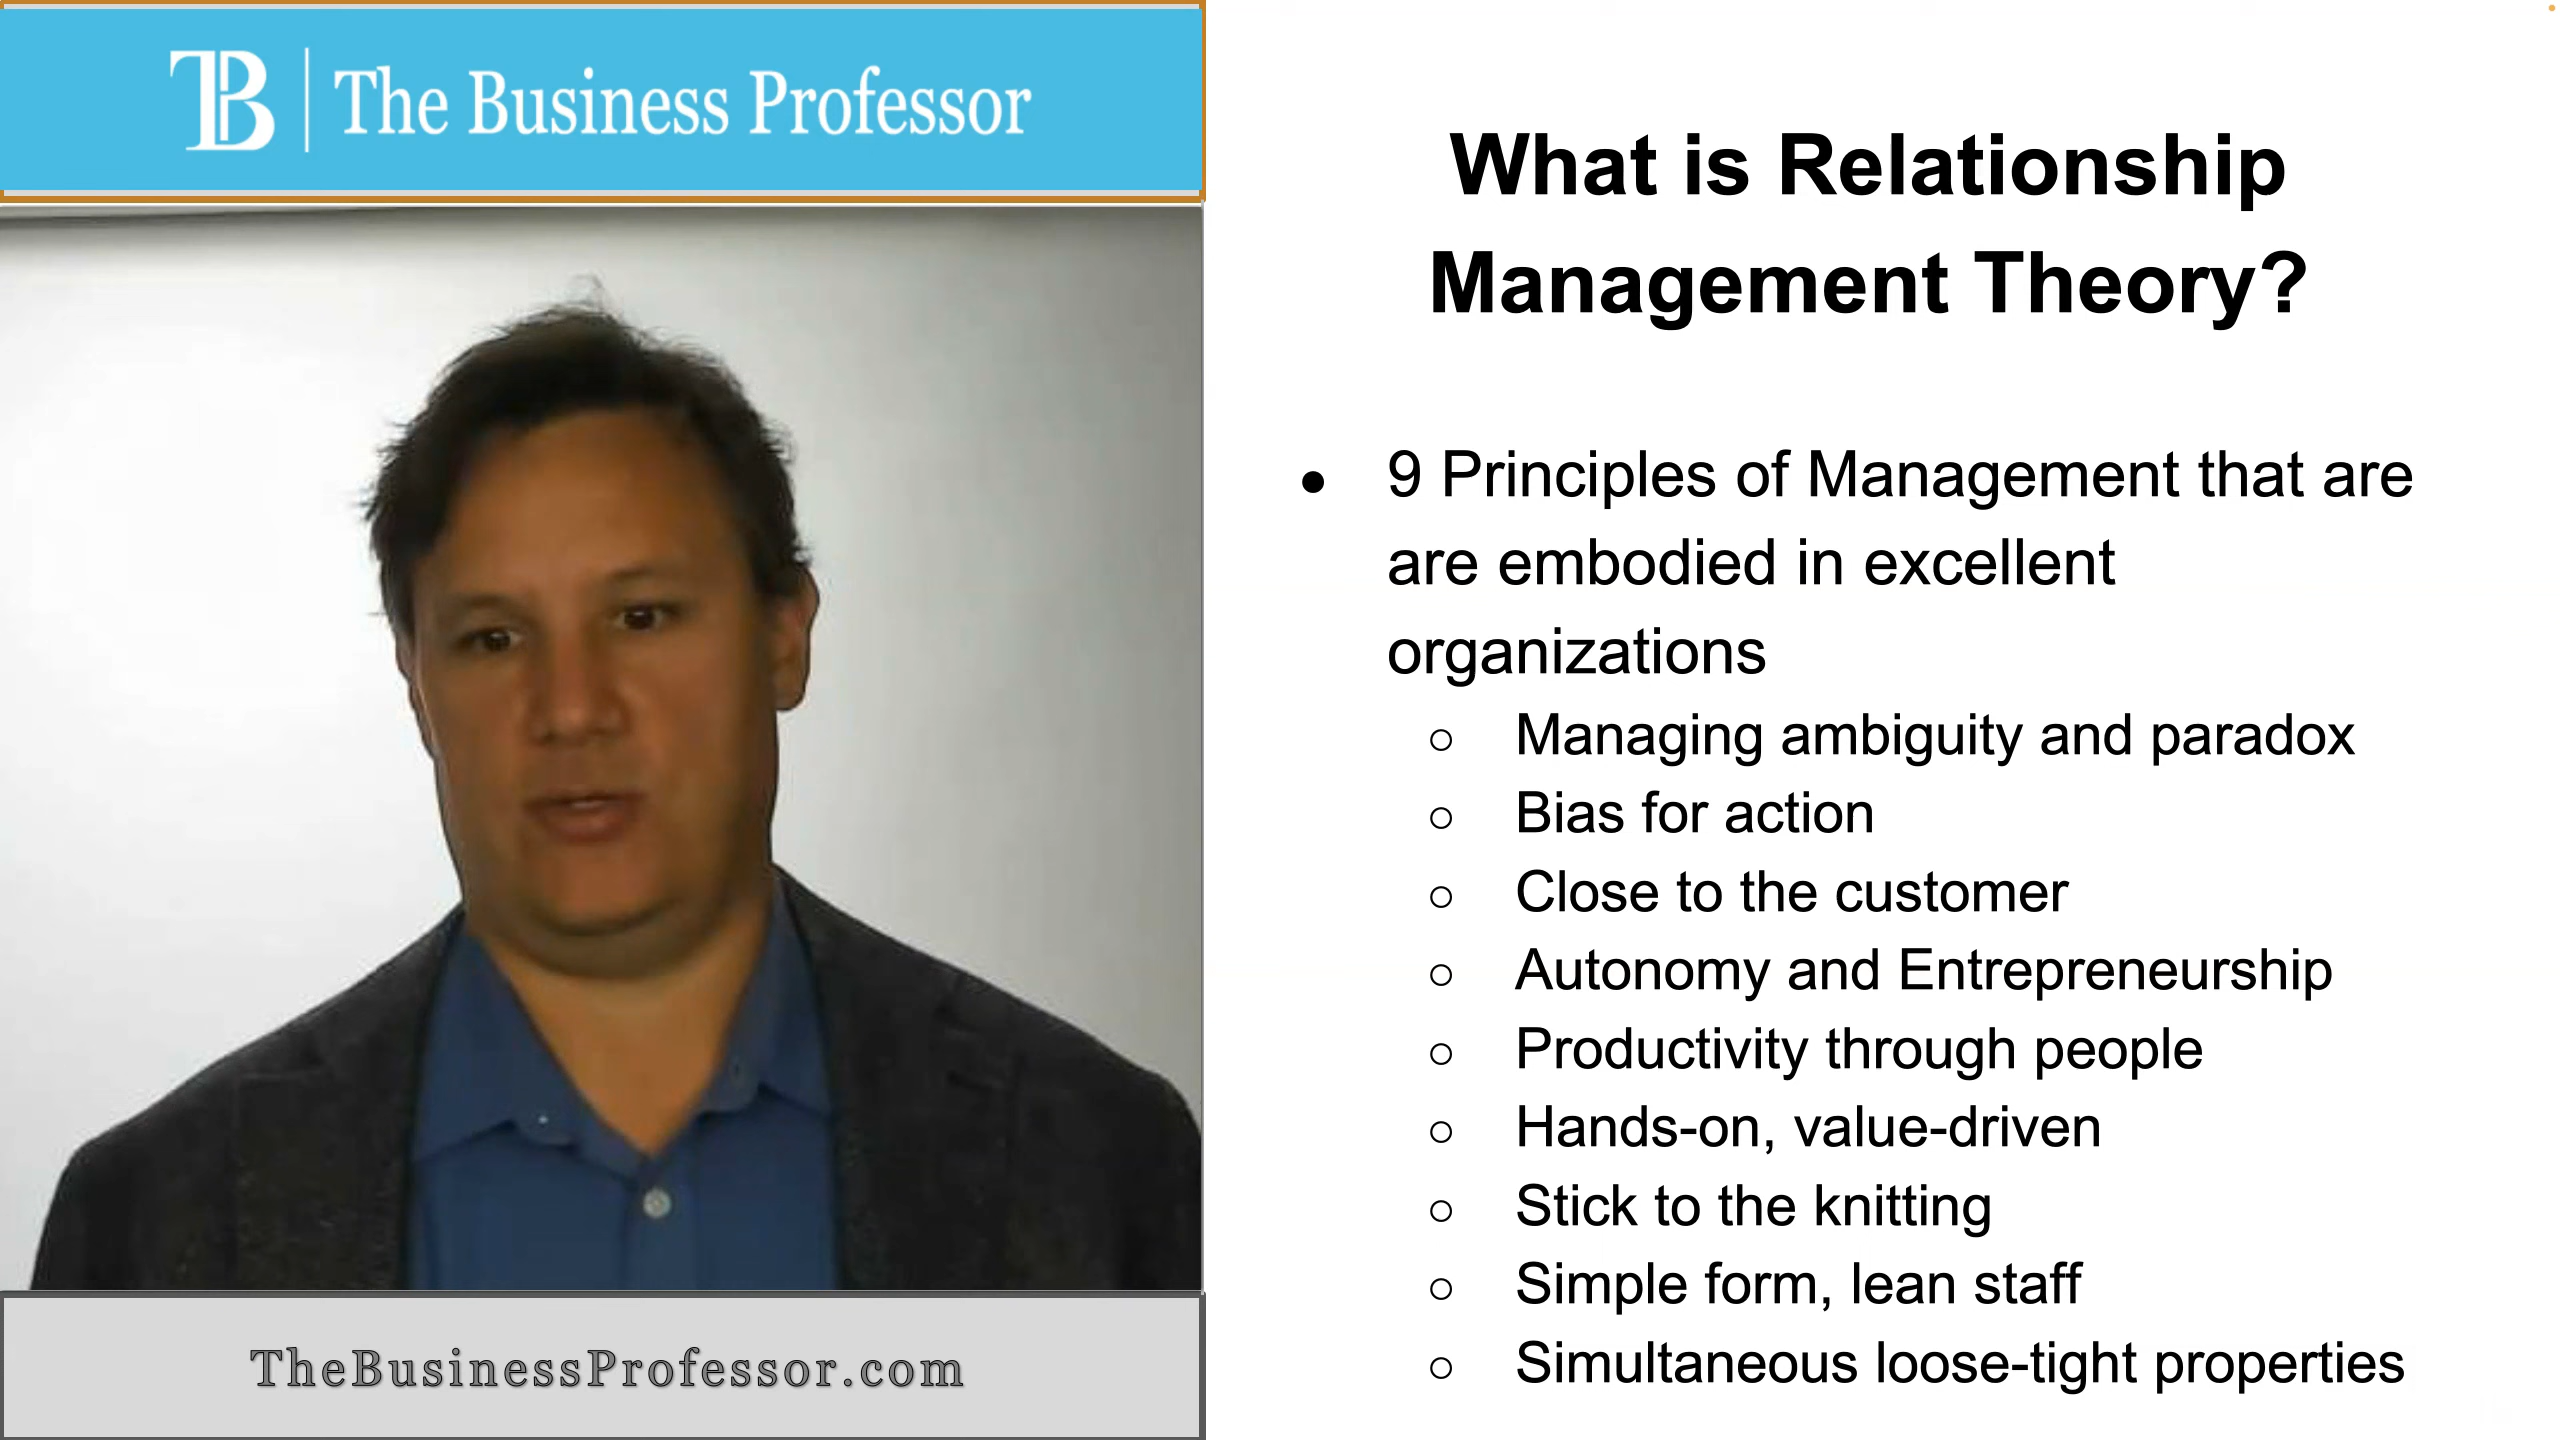 TB | The Business Professor
What is Relationship
Management Theory?
● 9 Principles of Management that are
are embodied in excellent
organizations
○ Managing ambiguity and paradox
○ Bias for action
○ Close to the customer
○ Autonomy and Entrepreneurship
○ Productivity through people
○ Hands-on, value-driven
○ Stick to the knitting
○ Simple form, lean staff
○ Simultaneous loose-tight properties
TheBusinessProfessor.com